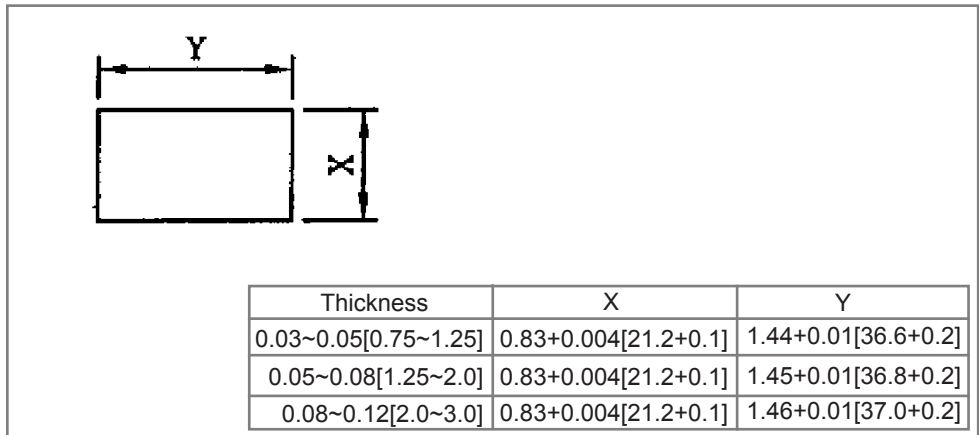 Y
X
Thickness X Y
0.03~0.05[0.75~1.25] 0.83+0.004[21.2+0.1] 1.44+0.01[36.6+0.2]
0.05~0.08[1.25~2.0] 0.83+0.004[21.2+0.1] 1.45+0.01[36.8+0.2]
0.08~0.12[2.0~3.0] 0.83+0.004[21.2+0.1] 1.46+0.01[37.0+0.2]